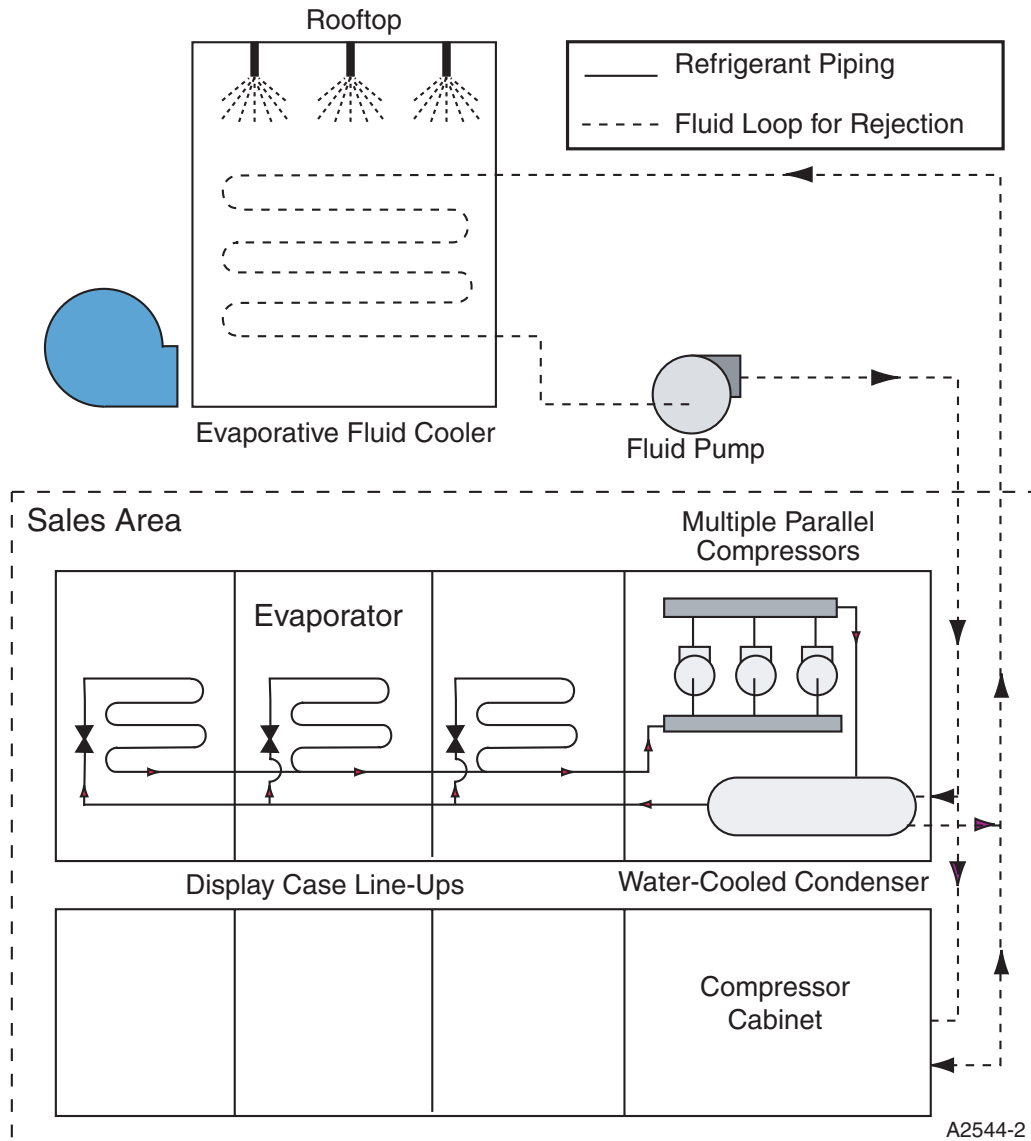 Rooftop
Refrigerant Piping
Fluid Loop for Rejection
Evaporative Fluid Cooler
Fluid Pump
Sales Area
Multiple Parallel
Compressors
Evaporator
Display Case Line-Ups
Water-Cooled Condenser
Compressor
Cabinet
A2544-2